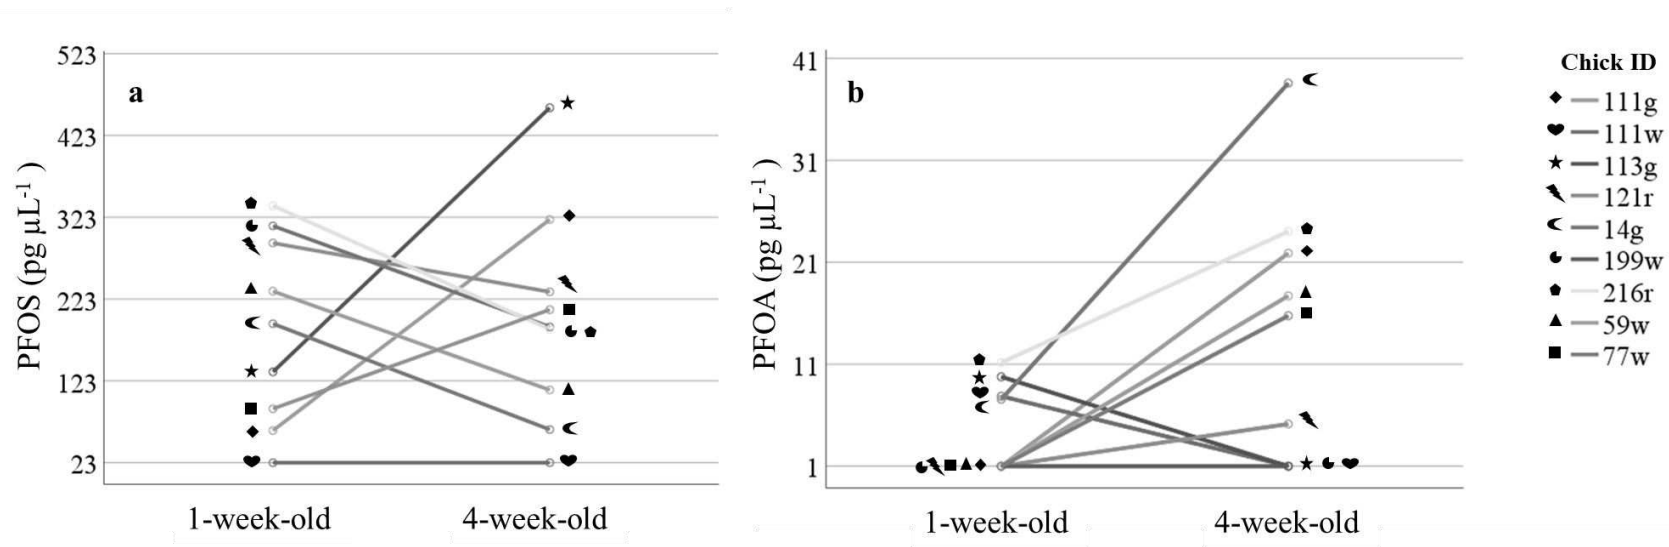 523
423
323
223
123
23
PFOS (pg µL-1 )
a
1-week-old
4-week-old
41
31
21
11
1
PFOA (pg µL-1 )
b
1-week-old
4-week-old
Chick ID
111g
111w
113g
121r
14g
199w
216r
59w
77w